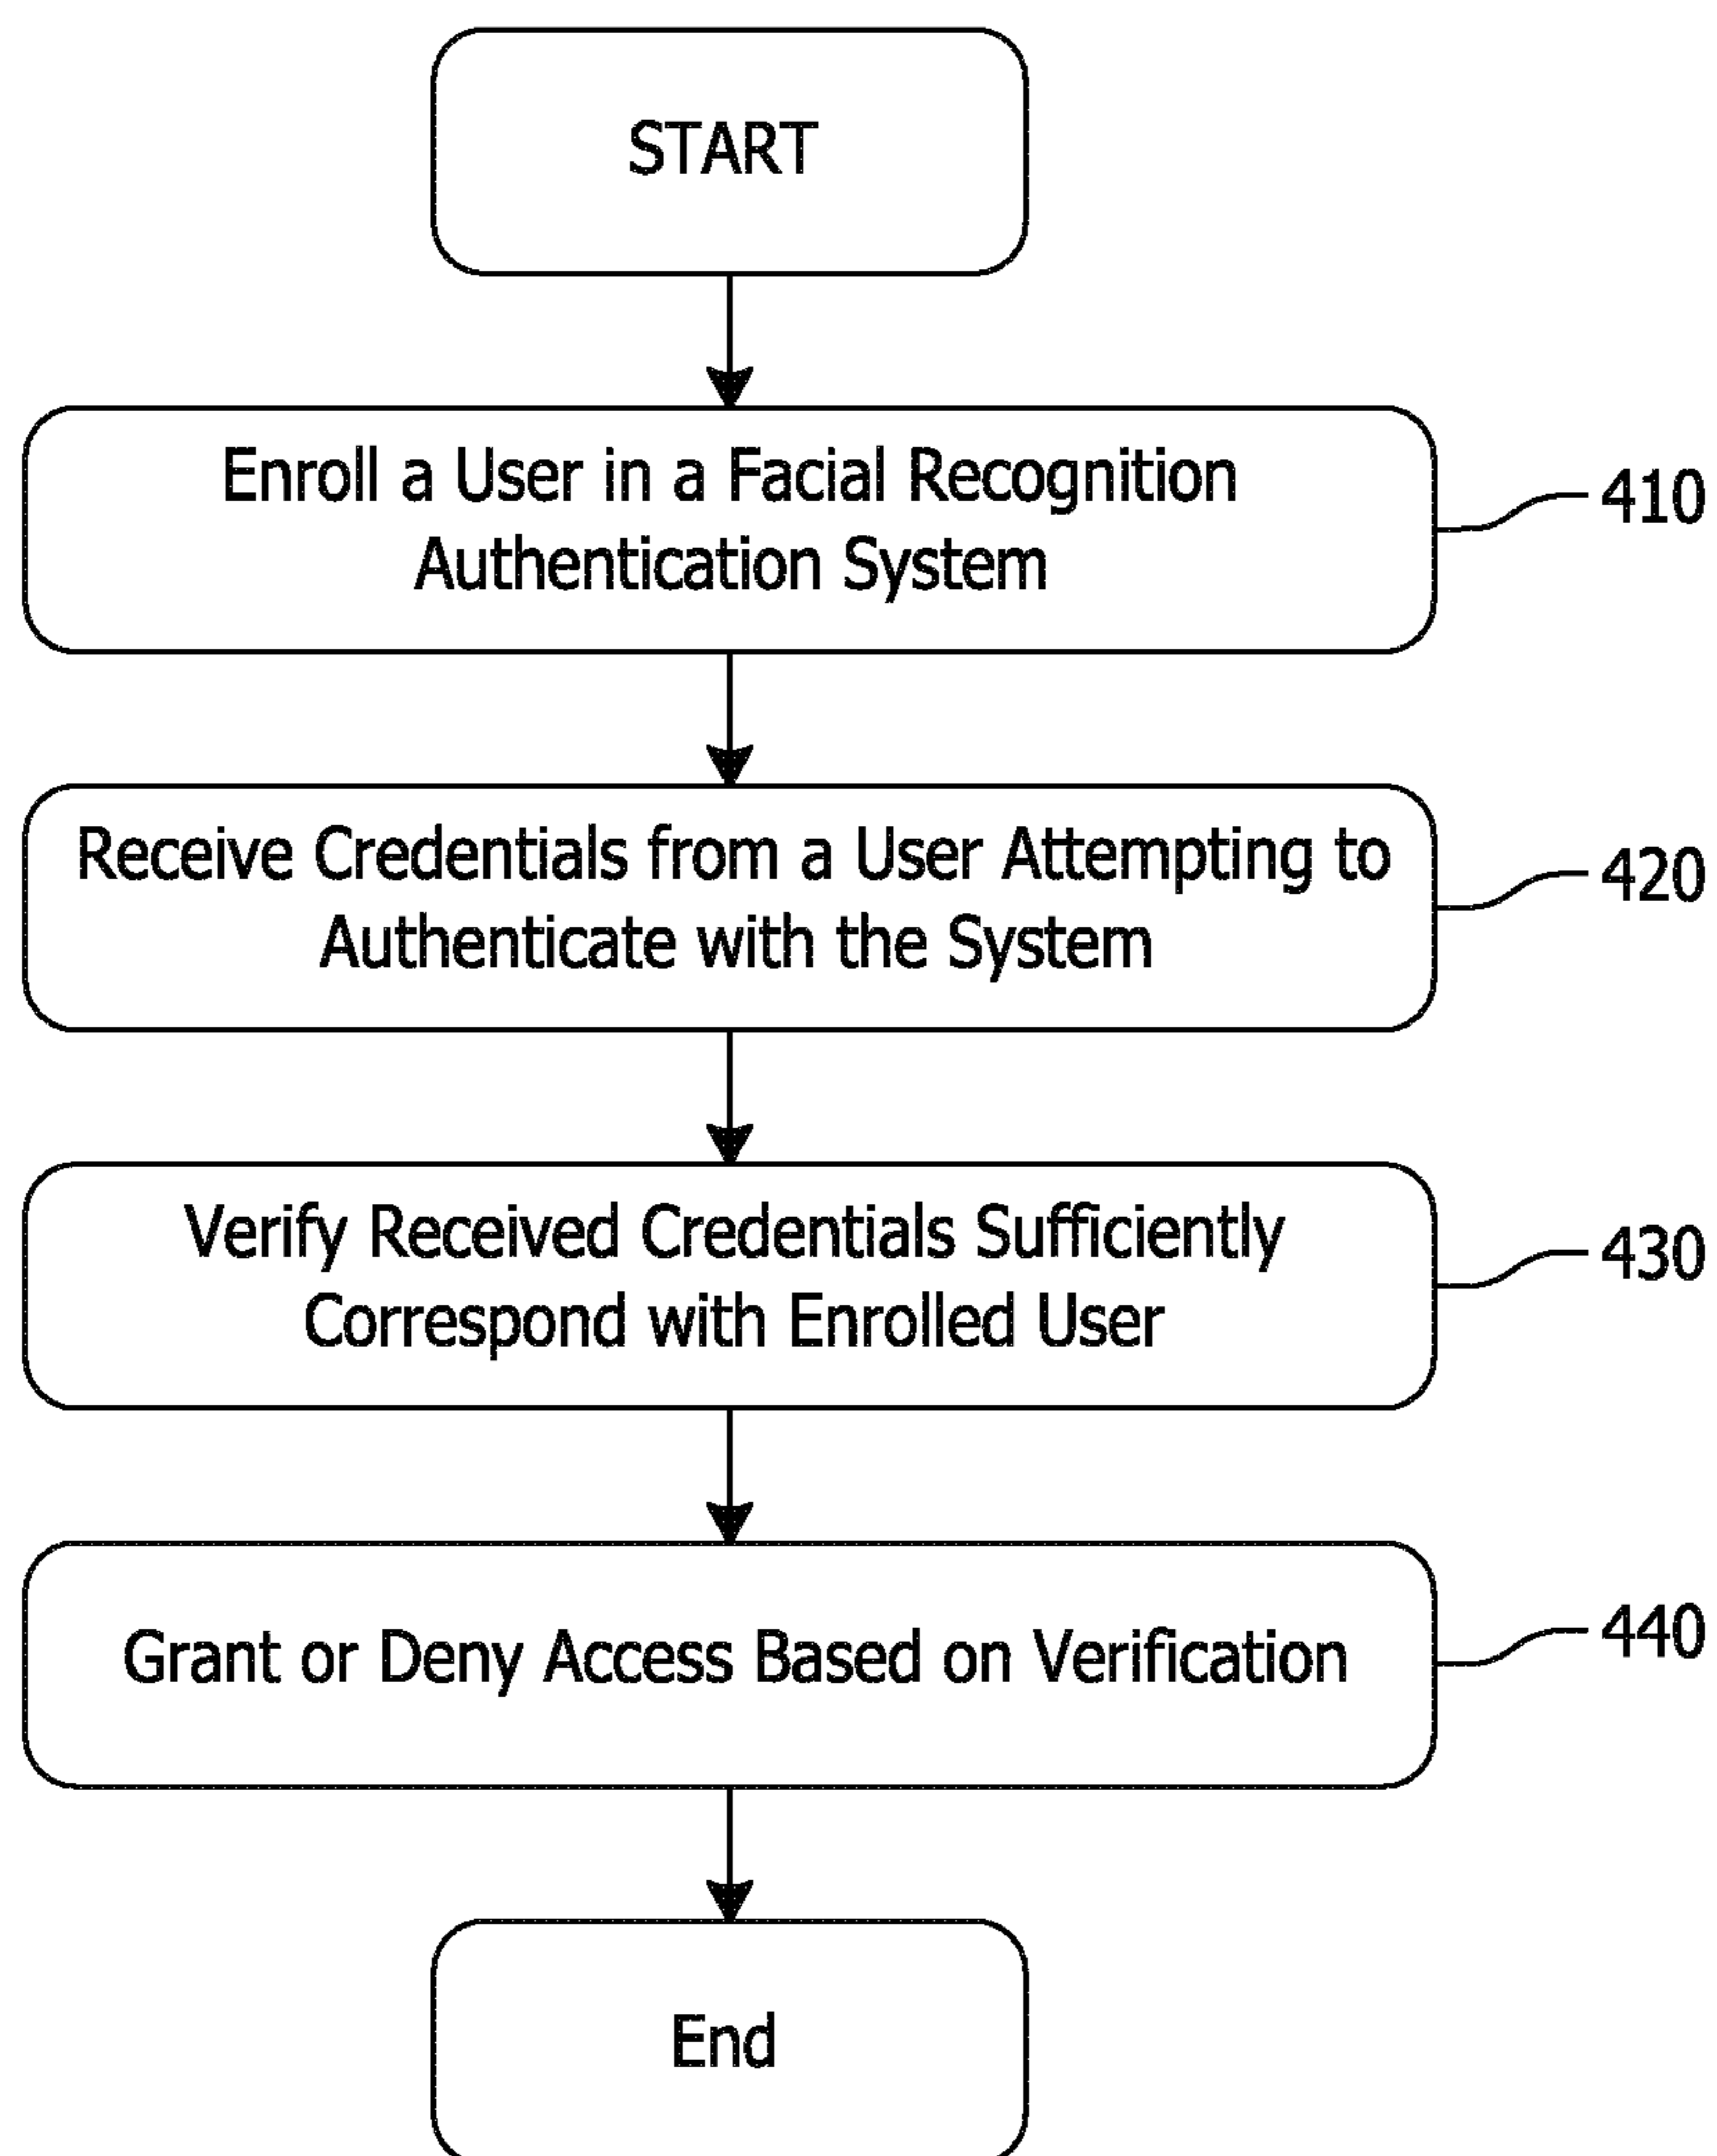 START
Enroll a User in a Facial Recognition
Authentication System
410
Receive Credentials from a User Attempting to
Authenticate with the System
420
Verify Received Credentials Sufficiently
Correspond with Enrolled User
430
Grant or Deny Access Based on Verification
440
End